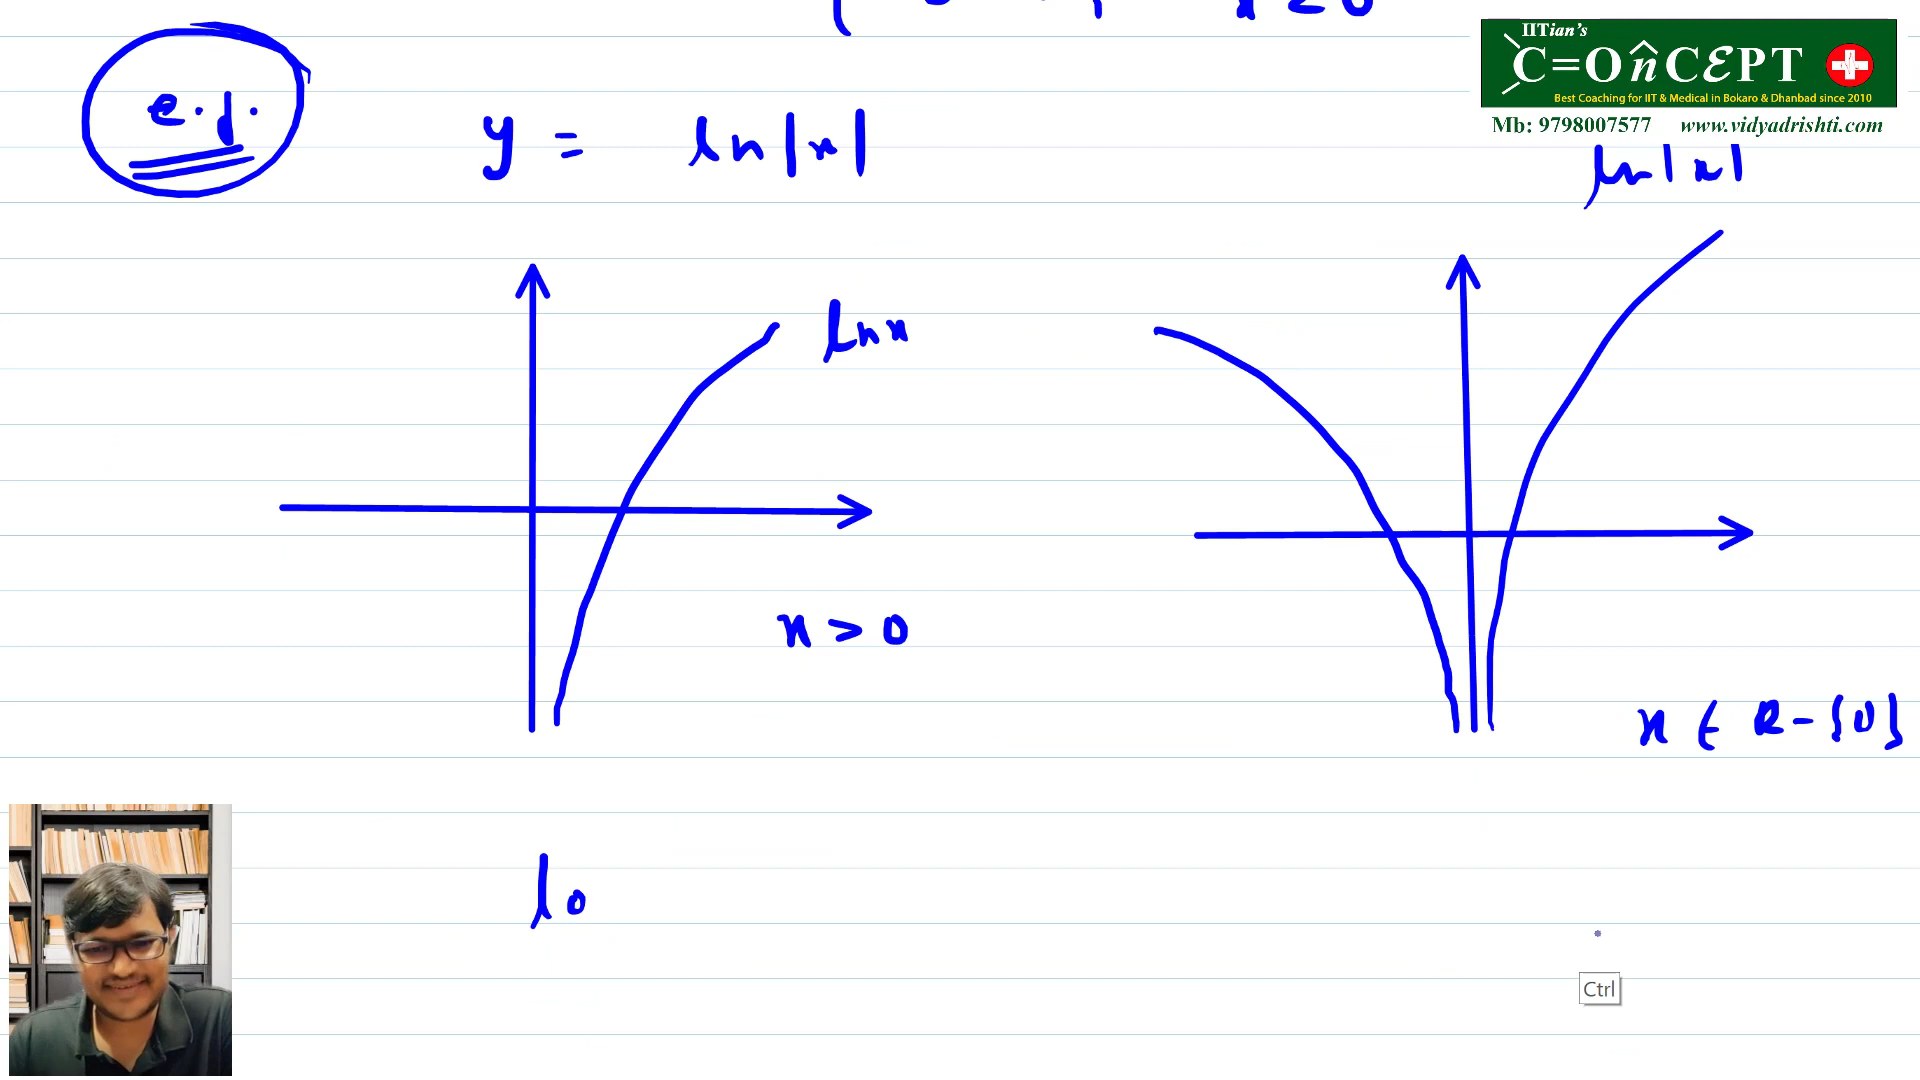 x < 0
IITian's
C=OnCEPT
Best Coaching for IIT & Medical in Bokaro & Dhanbad since 2010
Mb: 9798007577 www.vidyadrishti.com
e.d.
y = ln|x|
ln|x|
ln x
x > 0
x ∈ R - {0}
lo
Ctrl